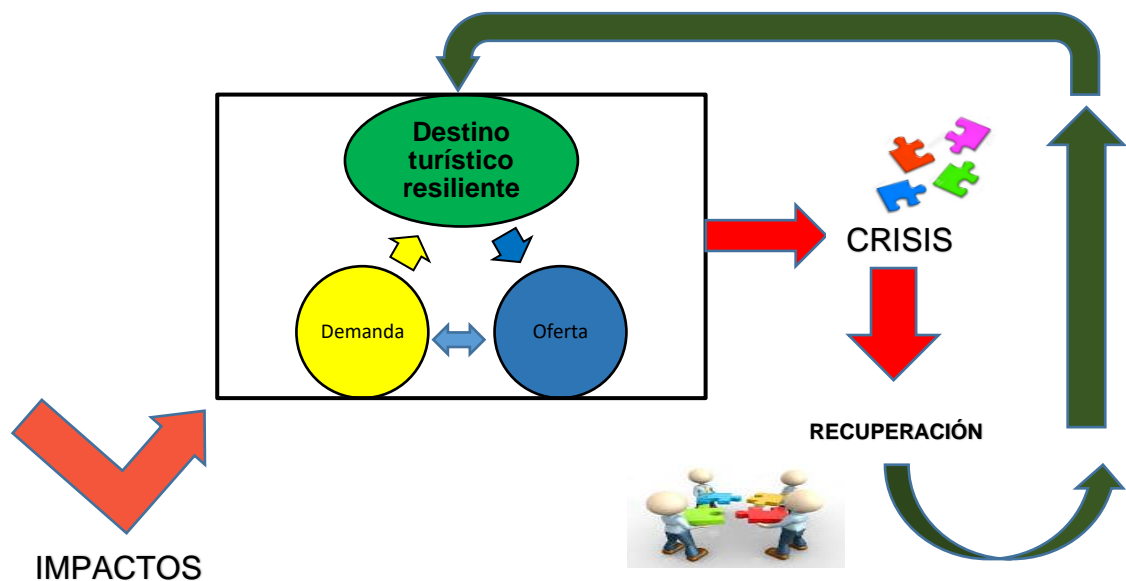 Destino
turístico
resiliente
CRISIS
Demanda
Oferta
RECUPERACIÓN
IMPACTOS